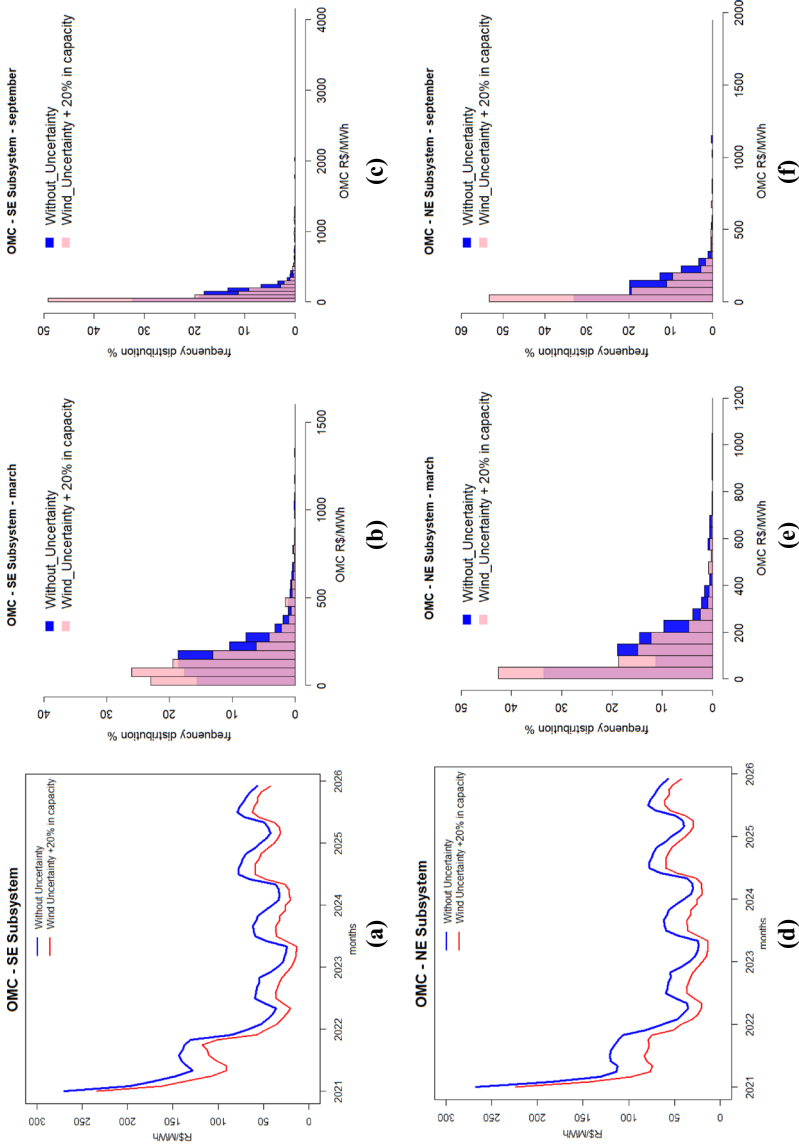 OMC - SE Subsystem
Without Uncertainty
Wind Uncertainty +20% in capacity
R$/MWh
0 50 100 150 200 250 300
2021 2022 2023 2024 2025 2026
months
(a)
OMC - SE Subsystem - march
Without_Uncertainty
Wind_Uncertainty + 20% in capacity
frequency distribution %
0 10 20 30 40
0 500 1000 1500
OMC R$/MWh
(b)
OMC - SE Subsystem - september
Without_Uncertainty
Wind_Uncertainty + 20% in capacity
frequency distribution %
0 10 20 30 40 50
0 1000 2000 3000 4000
OMC R$/MWh
(c)
OMC - NE Subsystem
Without Uncertainty
Wind Uncertainty +20% in capacity
R$/MWh
0 50 100 150 200 250 300
2021 2022 2023 2024 2025 2026
months
(d)
OMC - NE Subsystem - march
Without_Uncertainty
Wind_Uncertainty + 20% in capacity
frequency distribution %
0 10 20 30 40 50
0 200 400 600 800 1000 1200
OMC R$/MWh
(e)
OMC - NE Subsystem - september
Without_Uncertainty
Wind_Uncertainty + 20% in capacity
frequency distribution %
0 10 20 30 40 50 60
0 500 1000 1500 2000
OMC R$/MWh
(f)